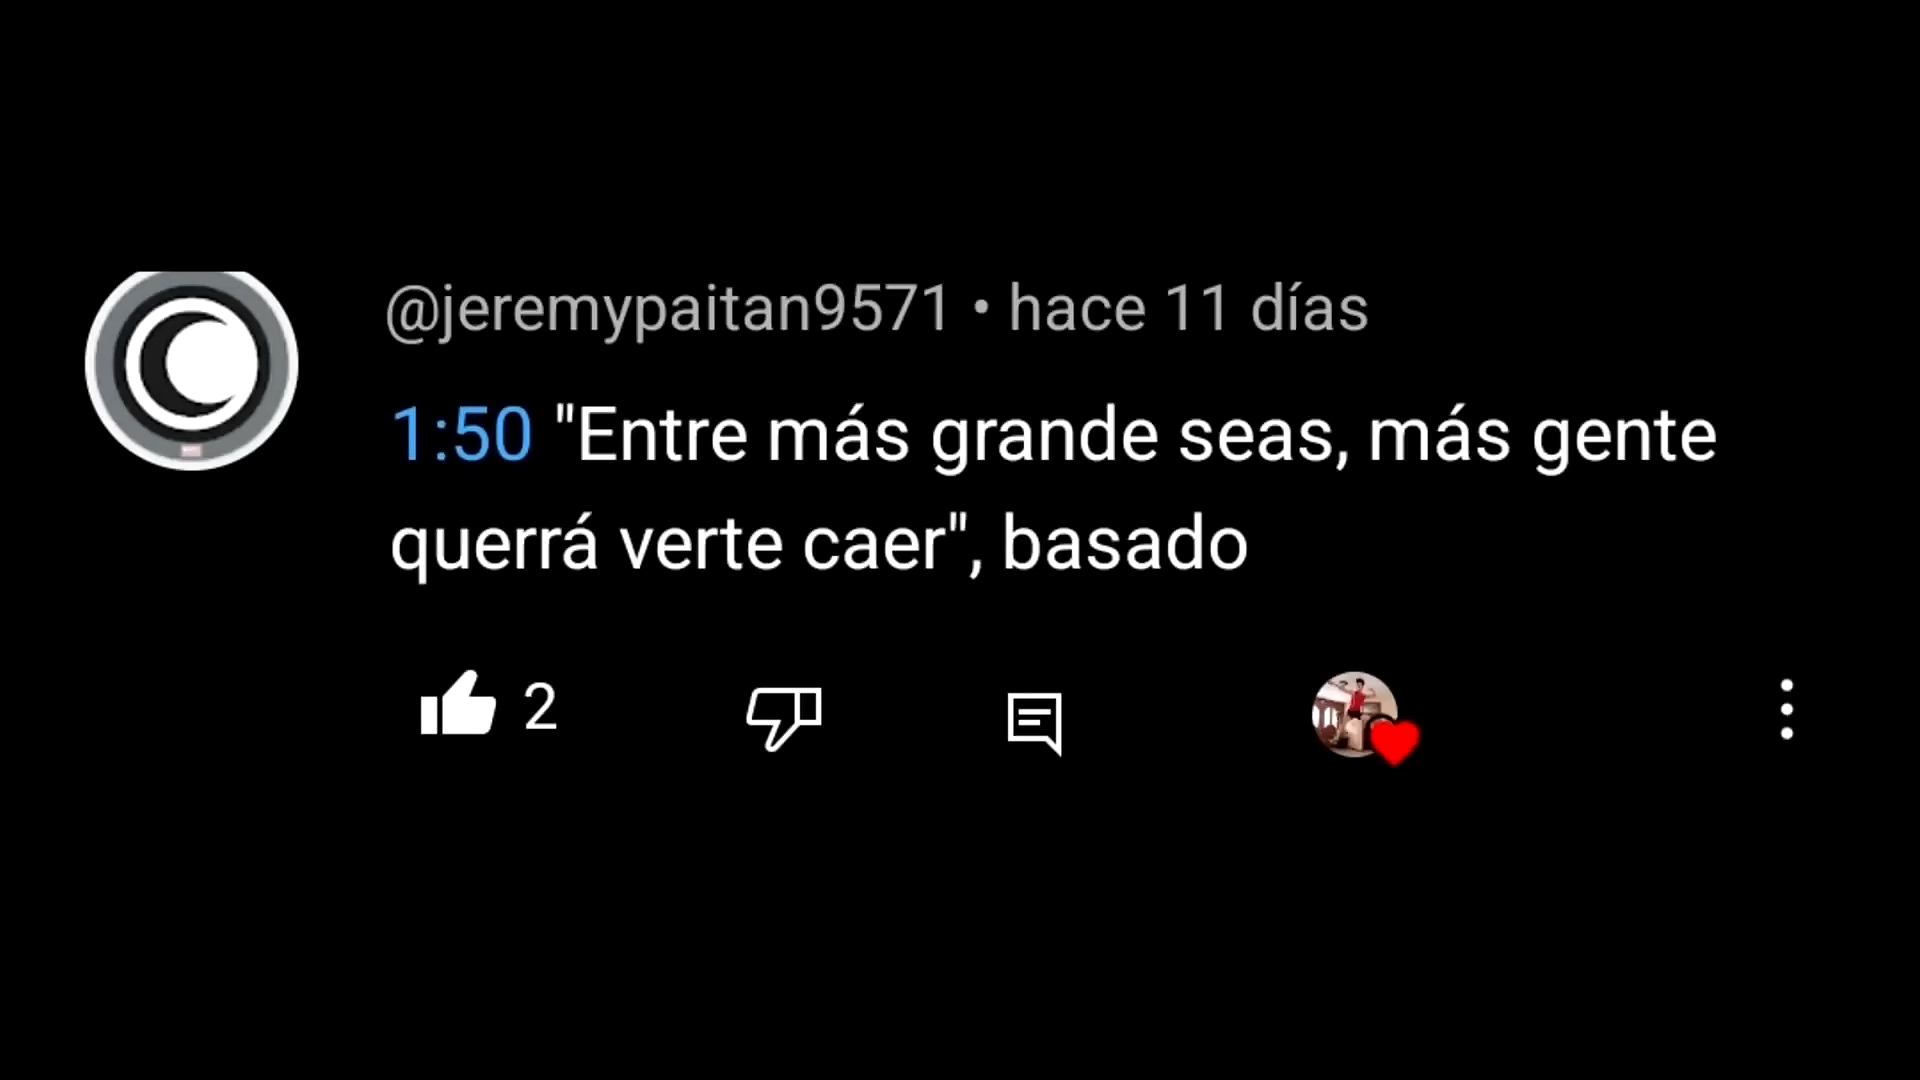 @jeremypaitan9571 • hace 11 días
1:50 "Entre más grande seas, más gente
querrá verte caer", basado
2